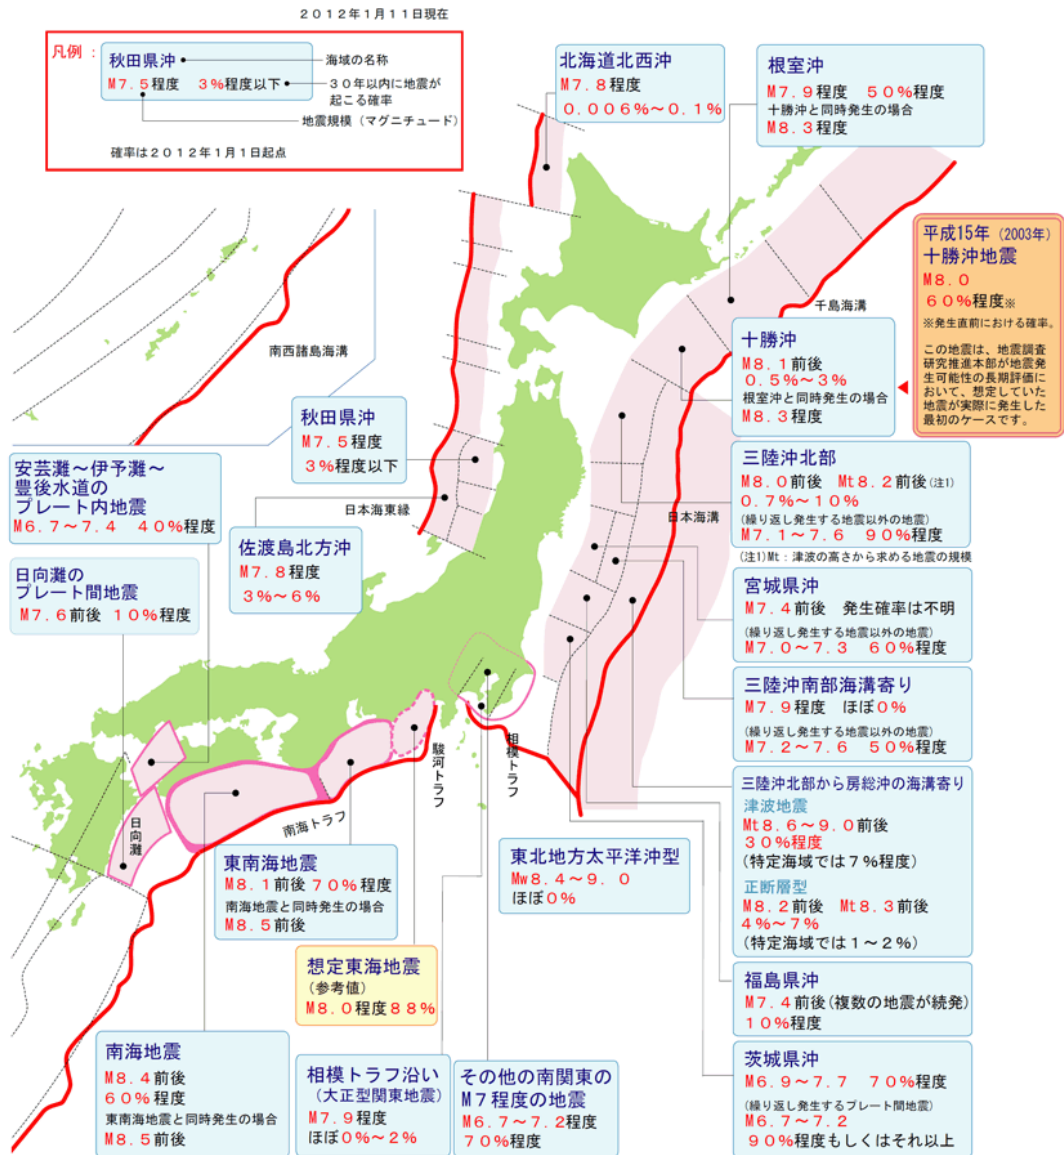 ２０１２年１月１１日現在
凡例：
秋田県沖
M７.５程度 ３％程度以下
海域の名称
３０年以内に地震が
起こる確率
地震規模（マグニチュード）
確率は２０１２年１月１日起点
北海道北西沖
M７.８程度
０.００６％～０.１％
根室沖
M７.９程度 ５０％程度
十勝沖と同時発生の場合
M８.３程度
平成15年（2003年）
十勝沖地震
M８.０
６０％程度※
※発生直前における確率。
この地震は、地震調査
研究推進本部が地震発
生可能性の長期評価に
おいて、想定していた
地震が実際に発生した
最初のケースです。
千島海溝
南西諸島海溝
十勝沖
M８.１前後
０.５％～３％
根室沖と同時発生の場合
M８.３程度
秋田県沖
M７.５程度
３％程度以下
安芸灘～伊予灘～
豊後水道の
プレート内地震
M６.７～７.４ ４０％程度
日本海東縁
日本海溝
三陸沖北部
M８.０前後 Mt８.２前後（注1）
０.７％～１０％
（繰り返し発生する地震以外の地震）
M７.１～７.６ ９０％程度
（注1）Mt：津波の高さから求める地震の規模
佐渡島北方沖
M７.８程度
３％～６％
日向灘の
プレート間地震
M７.６前後 １０％程度
宮城県沖
M７.４前後 発生確率は不明
（繰り返し発生する地震以外の地震）
M７.０～７.３ ６０％程度
三陸沖南部海溝寄り
M７.９程度 ほぼ０％
（繰り返し発生する地震以外の地震）
M７.２～７.６ ５０％程度
駿河トラフ
相模トラフ
南海トラフ
日向灘
三陸沖北部から房総沖の海溝寄り
津波地震
Mt８.６～９.０前後
３０％程度
（特定海域では７％程度）
正断層型
M８.２前後 Mt８.３前後
４％～７％
（特定海域では１～２％）
東南海地震
M８.１前後 ７０％程度
南海地震と同時発生の場合
M８.５前後
東北地方太平洋沖型
Mw８.４～９.０
ほぼ０％
想定東海地震
（参考値）
M８.０程度８８％
福島県沖
M７.４前後（複数の地震が続発）
１０％程度
南海地震
M８.４前後
６０％程度
東南海地震と同時発生の場合
M８.５前後
相模トラフ沿い
（大正型関東地震）
M７.９程度
ほぼ０％～２％
その他の南関東の
M７程度の地震
M６.７～７.２程度
７０％程度
茨城県沖
M６.９～７.７ ７０％程度
（繰り返し発生するプレート間地震）
M６.７～７.２
９０％程度もしくはそれ以上